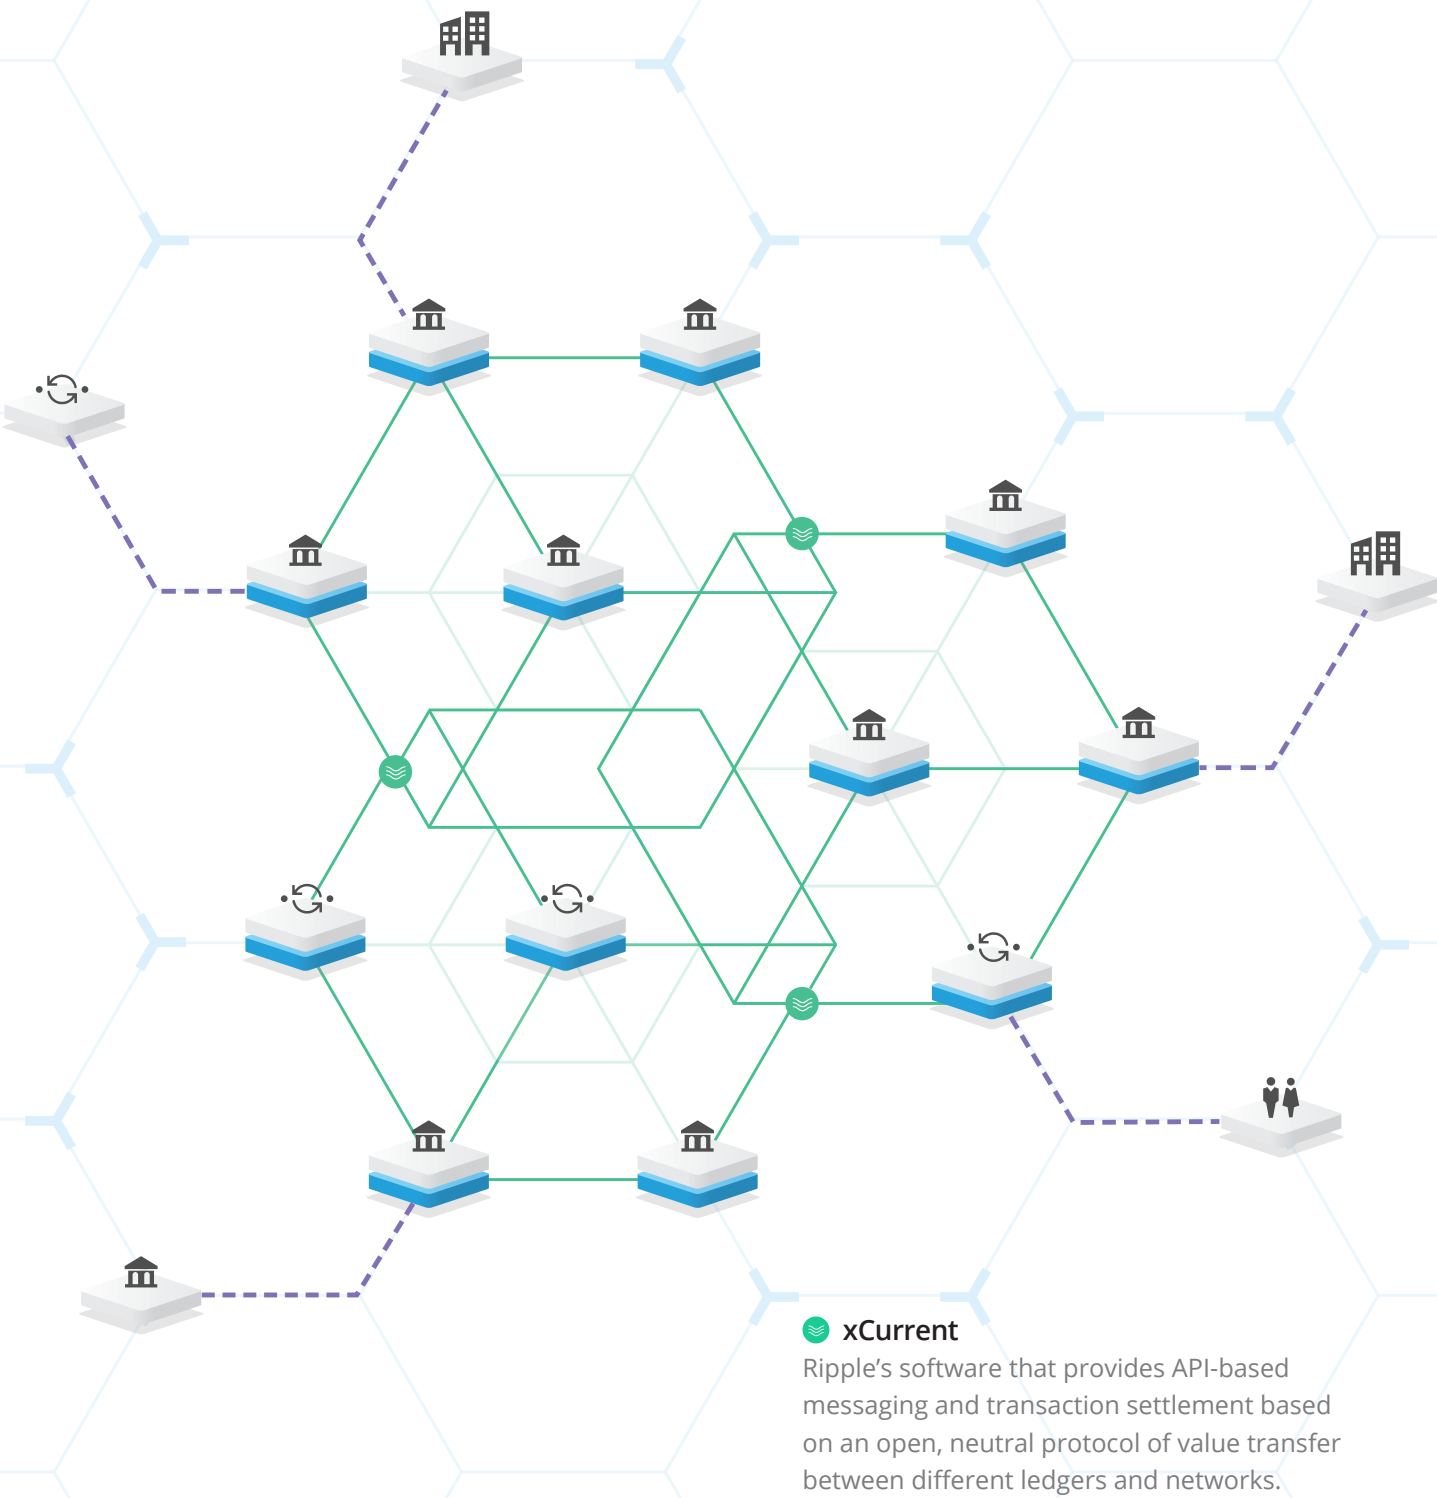 xCurrent
Ripple’s software that provides API-based
messaging and transaction settlement based
on an open, neutral protocol of value transfer
between different ledgers and networks.